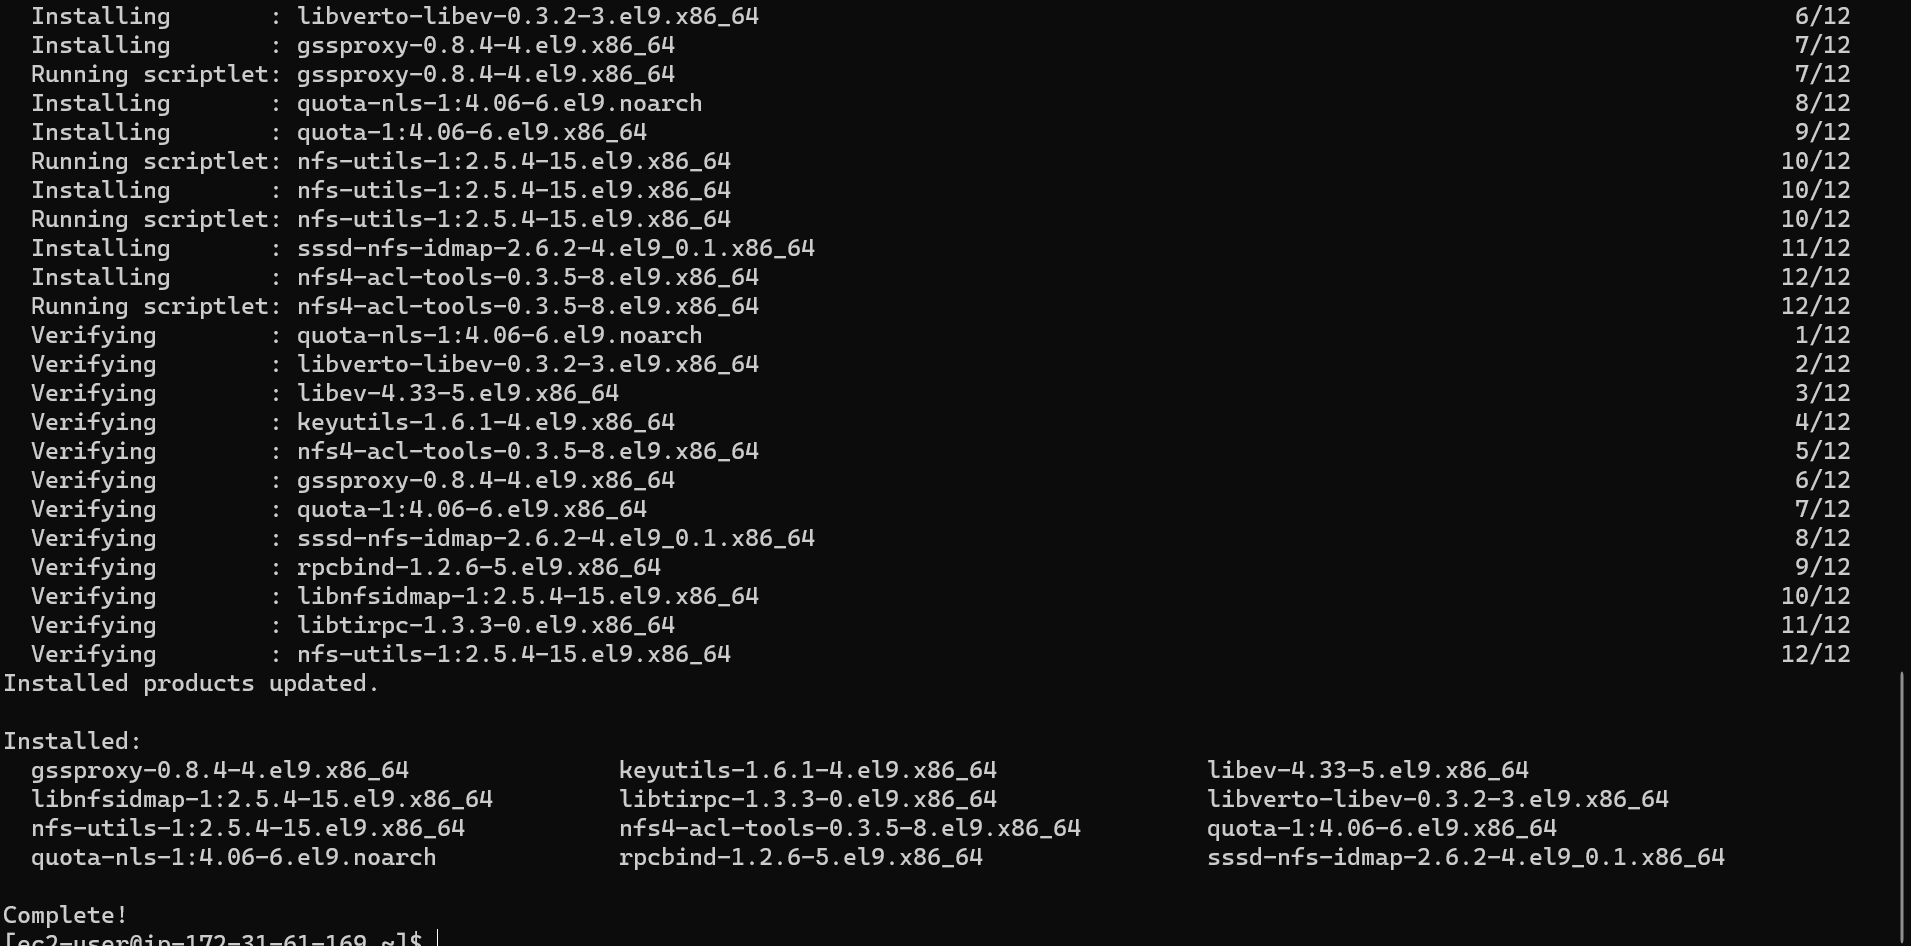 Installing       : libverto-libev-0.3.2-3.el9.x86_64 6/12
Installing       : gssproxy-0.8.4-4.el9.x86_64 7/12
Running scriptlet: gssproxy-0.8.4-4.el9.x86_64 7/12
Installing       : quota-nls-1:4.06-6.el9.noarch 8/12
Installing       : quota-1:4.06-6.el9.x86_64 9/12
Running scriptlet: nfs-utils-1:2.5.4-15.el9.x86_64 10/12
Installing       : nfs-utils-1:2.5.4-15.el9.x86_64 10/12
Running scriptlet: nfs-utils-1:2.5.4-15.el9.x86_64 10/12
Installing       : sssd-nfs-idmap-2.6.2-4.el9_0.1.x86_64 11/12
Installing       : nfs4-acl-tools-0.3.5-8.el9.x86_64 12/12
Running scriptlet: nfs4-acl-tools-0.3.5-8.el9.x86_64 12/12
Verifying        : quota-nls-1:4.06-6.el9.noarch 1/12
Verifying        : libverto-libev-0.3.2-3.el9.x86_64 2/12
Verifying        : libev-4.33-5.el9.x86_64 3/12
Verifying        : keyutils-1.6.1-4.el9.x86_64 4/12
Verifying        : nfs4-acl-tools-0.3.5-8.el9.x86_64 5/12
Verifying        : gssproxy-0.8.4-4.el9.x86_64 6/12
Verifying        : quota-1:4.06-6.el9.x86_64 7/12
Verifying        : sssd-nfs-idmap-2.6.2-4.el9_0.1.x86_64 8/12
Verifying        : rpcbind-1.2.6-5.el9.x86_64 9/12
Verifying        : libnfsidmap-1:2.5.4-15.el9.x86_64 10/12
Verifying        : libtirpc-1.3.3-0.el9.x86_64 11/12
Verifying        : nfs-utils-1:2.5.4-15.el9.x86_64 12/12
Installed products updated.
Installed:
gssproxy-0.8.4-4.el9.x86_64 keyutils-1.6.1-4.el9.x86_64 libev-4.33-5.el9.x86_64
libnfsidmap-1:2.5.4-15.el9.x86_64 libtirpc-1.3.3-0.el9.x86_64 libverto-libev-0.3.2-3.el9.x86_64
nfs-utils-1:2.5.4-15.el9.x86_64 nfs4-acl-tools-0.3.5-8.el9.x86_64 quota-1:4.06-6.el9.x86_64
quota-nls-1:4.06-6.el9.noarch rpcbind-1.2.6-5.el9.x86_64 sssd-nfs-idmap-2.6.2-4.el9_0.1.x86_64
Complete!
[ec2-user@ip-172-31-61-169 ~]$